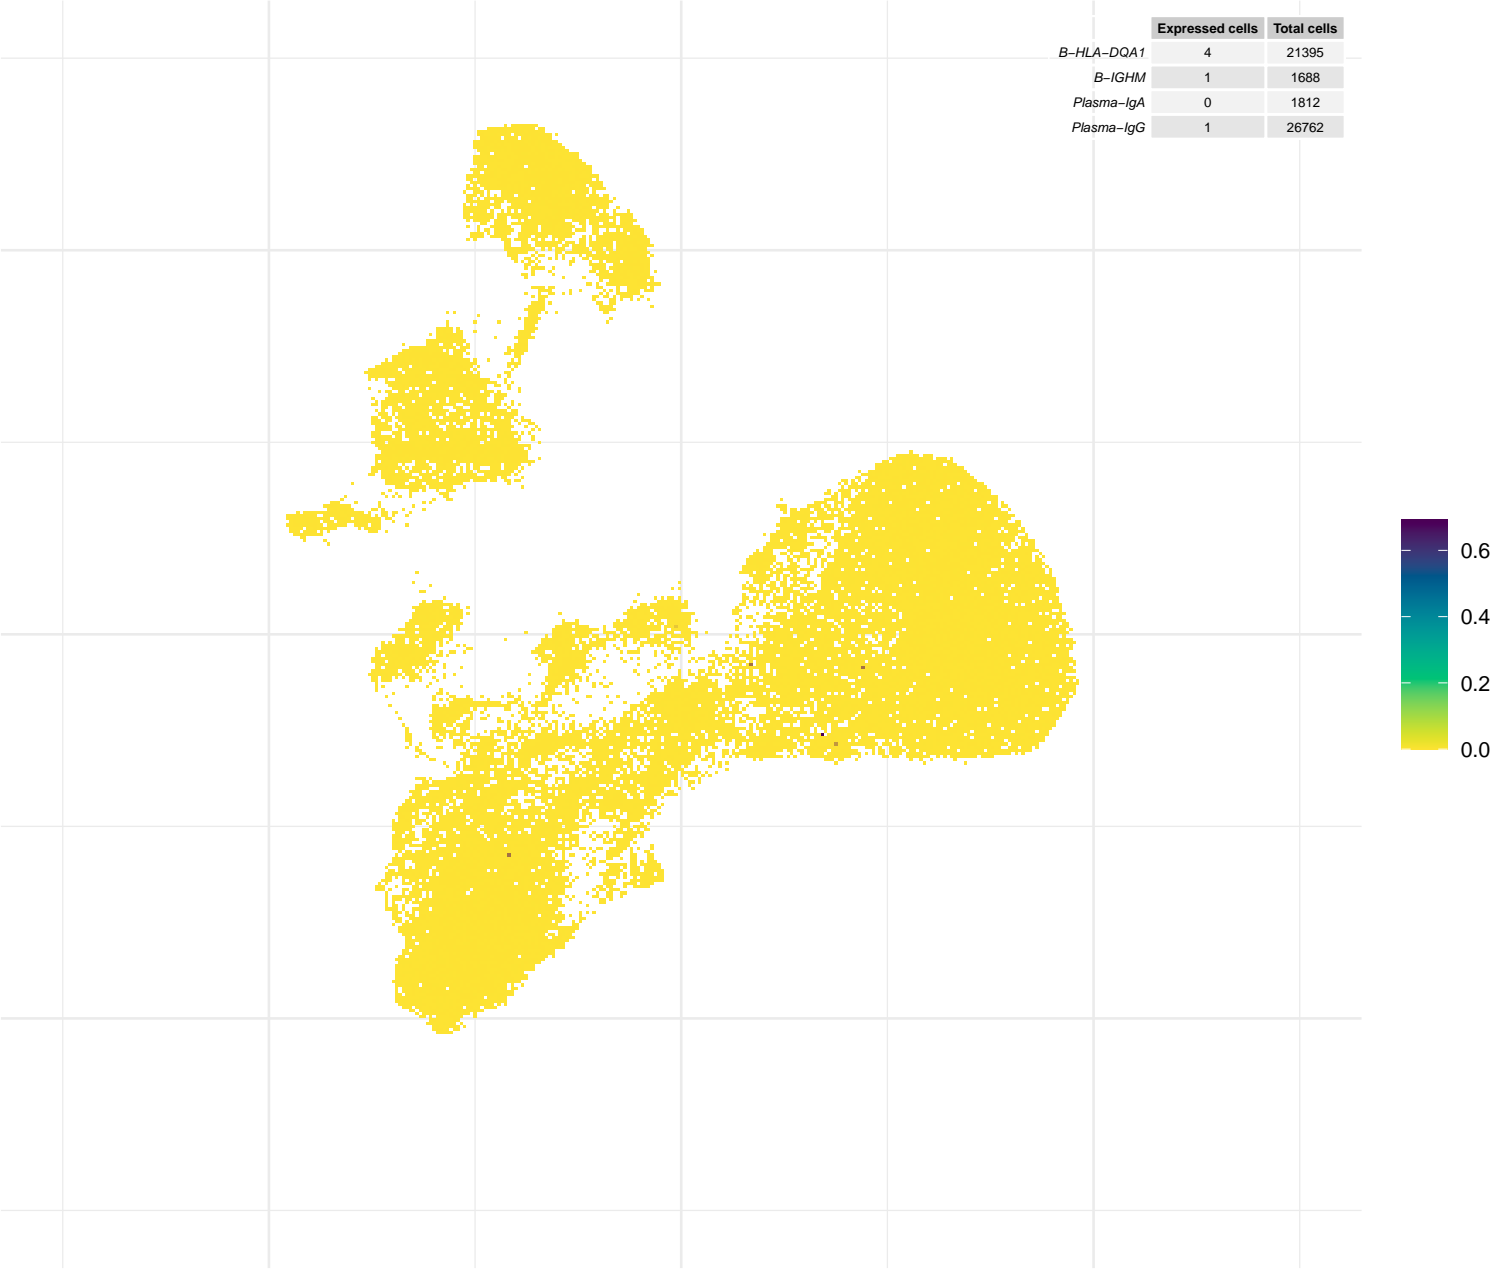 Expressed cells Total cells
B−HLA−DQA1 4 21395
B−IGHM 1 1688
Plasma−IgA 0 1812
Plasma−IgG 1 26762
0.6
0.4
0.2
0.0